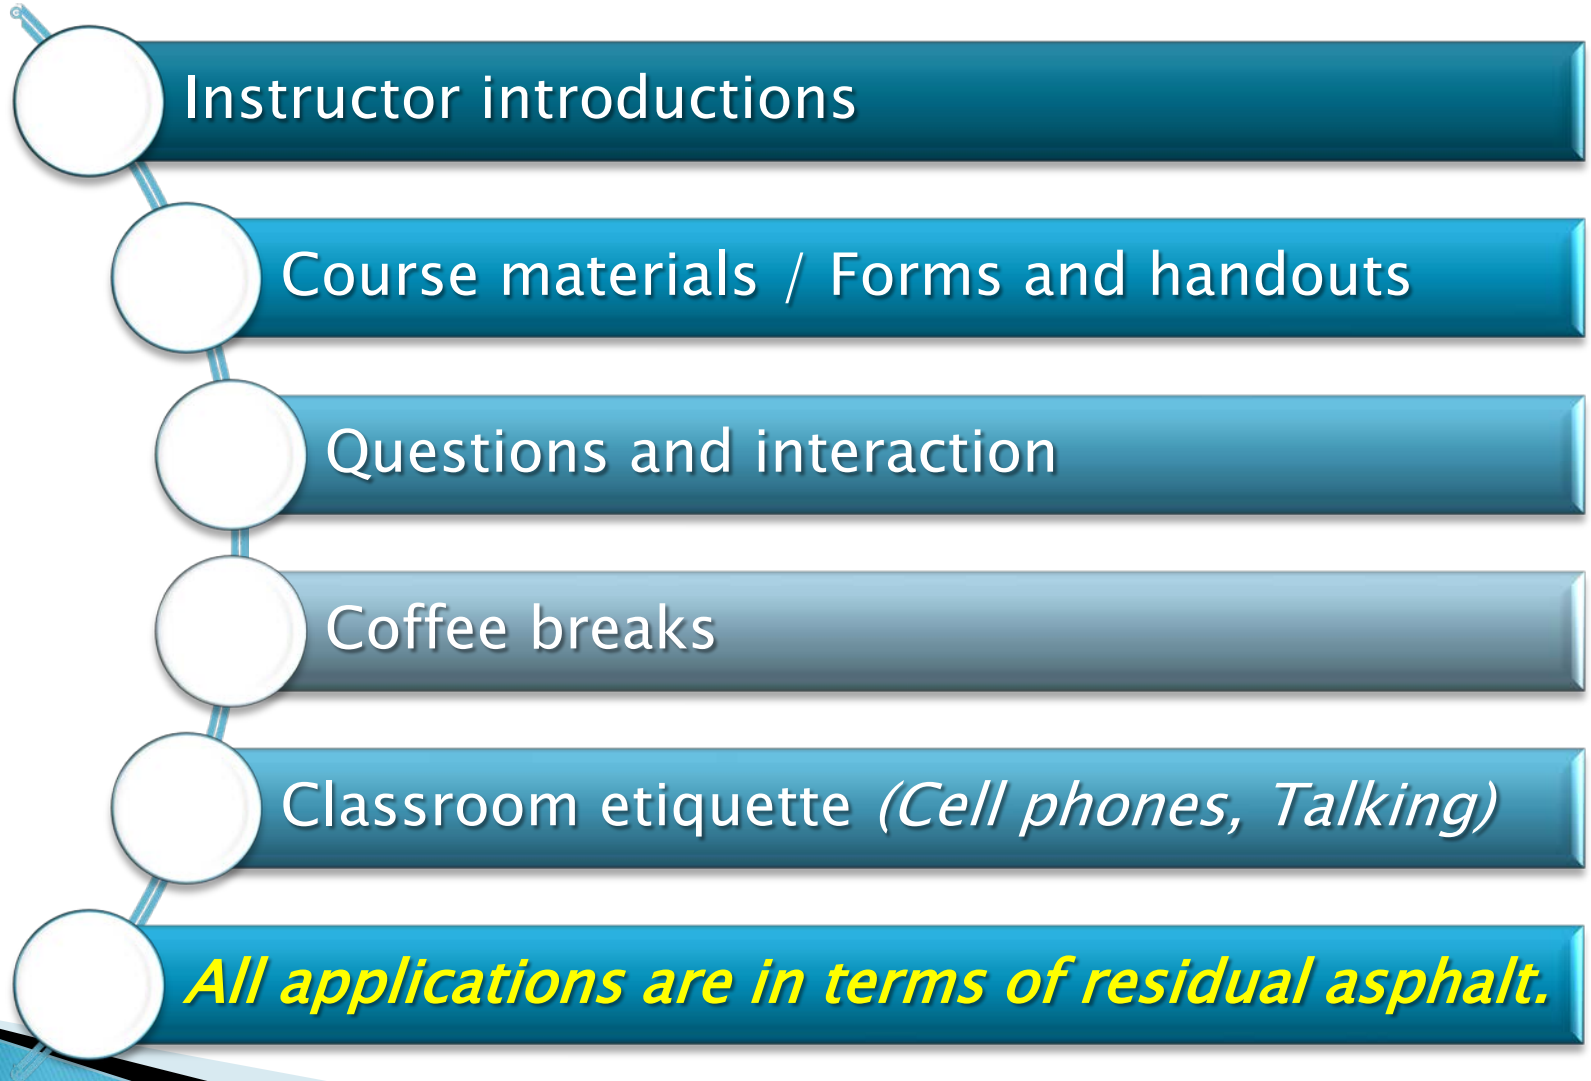 Instructor introductions
Course materials / Forms and handouts
Questions and interaction
Coffee breaks
Classroom etiquette (Cell phones, Talking)
All applications are in terms of residual asphalt.